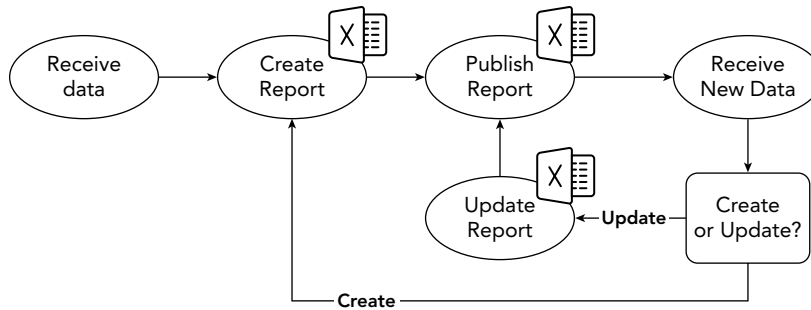 Receive
data
Create
Report
X
Publish
Report
X
Receive
New Data
Update
Report
X
Update
Create
or Update?
Create